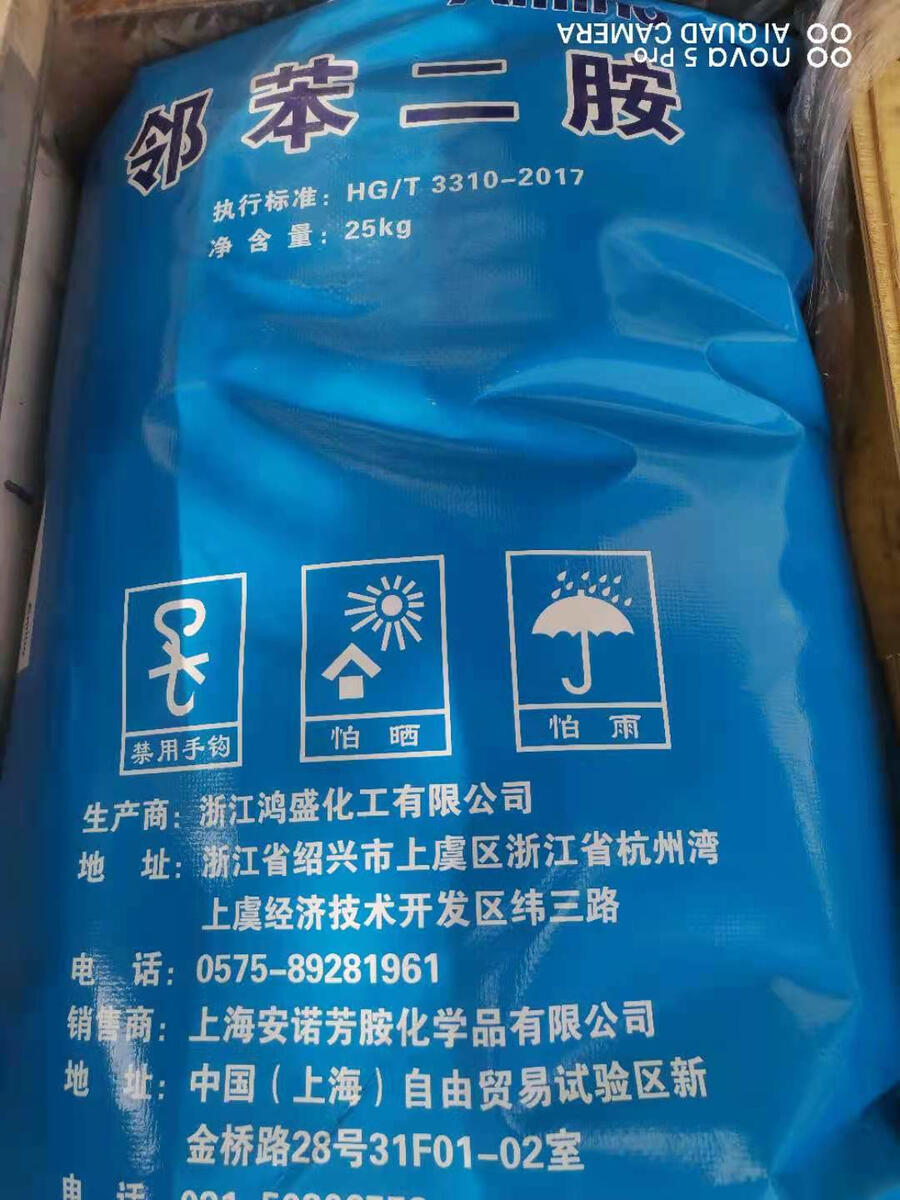 邻苯二胺
执行标准：HG/T 3310-2017
净含量：25kg
禁用手钩
怕晒
怕雨
生产商：浙江鸿盛化工有限公司
地 址：浙江省绍兴市上虞区浙江省杭州湾
上虞经济技术开发区纬三路
电 话：0575-89281961
销售商：上海安诺芳胺化学品有限公司
地 址：中国（上海）自由贸易试验区新
金桥路28号31F01-02室
电 话：
nova 5 Pro
AI QUAD CAMERA